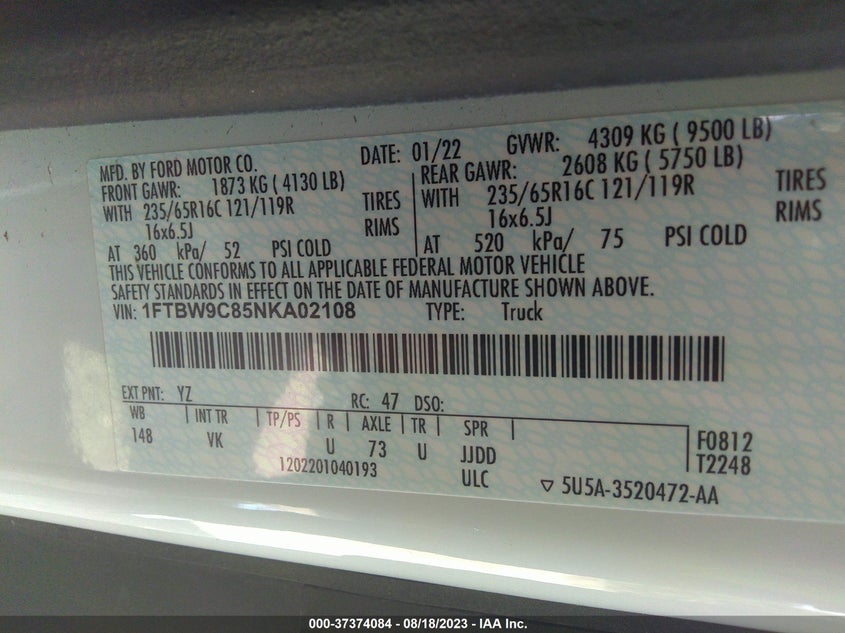 MFD. BY FORD MOTOR CO. DATE: 01/22 GVWR: 4309 KG ( 9500 LB)
FRONT GAWR: 1873 KG ( 4130 LB) REAR GAWR: 2608 KG ( 5750 LB)
WITH 235/65R16C 121/119R TIRES WITH 235/65R16C 121/119R TIRES
16x6.5J RIMS 16x6.5J RIMS
AT 360 kPa/ 52 PSI COLD AT 520 kPa/ 75 PSI COLD
THIS VEHICLE CONFORMS TO ALL APPLICABLE FEDERAL MOTOR VEHICLE
SAFETY STANDARDS IN EFFECT ON THE DATE OF MANUFACTURE SHOWN ABOVE.
VIN: 1FTBW9C85NKA02108 TYPE: Truck
EXT PNT: YZ RC: 47 DSO:
WB INT TR TP/PS R AXLE TR SPR
148 VK U 73 U JJDD F0812
1202201040193 ULC T2248
5U5A-3520472-AA
000-37374084 - 08/18/2023 - IAA Inc.